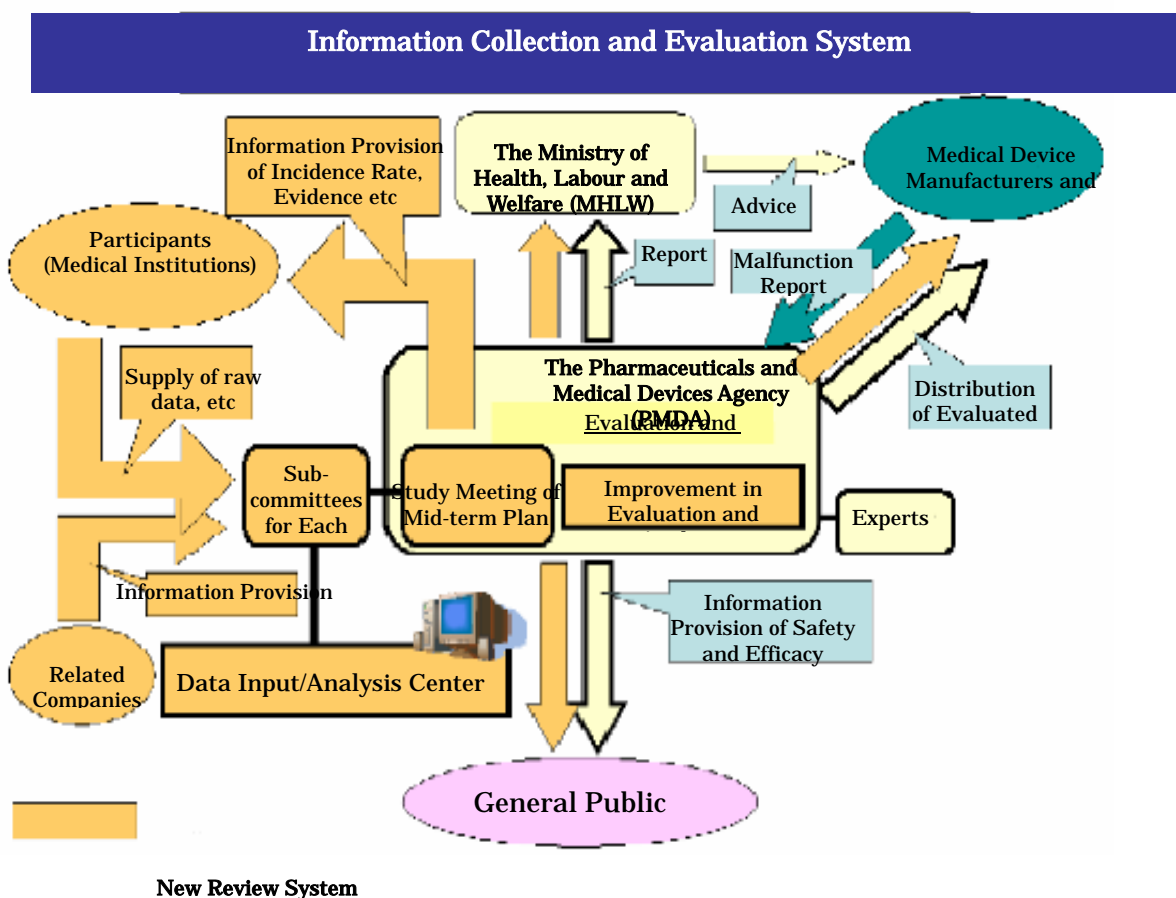 Information Collection and Evaluation System
Information Provision
of Incidence Rate,
Evidence etc
The Ministry of
Health, Labour and
Welfare (MHLW)
Advice
Medical Device
Manufacturers and
Participants
(Medical Institutions)
Report
Malfunction
Report
The Pharmaceuticals and
Medical Devices Agency
(PMDA)
Evaluation and
Distribution
of Evaluated
Supply of raw
data, etc
Sub-
committees
for Each
Study Meeting of
Mid-term Plan
Improvement in
Evaluation and
Experts
Information Provision
Information
Provision of Safety
and Efficacy
Related
Companies
Data Input/Analysis Center
General Public
New Review System